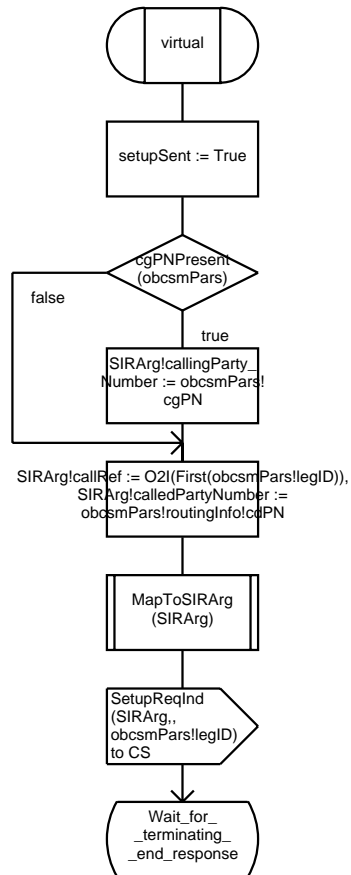 virtual
setupSent := True
cgPNPresent
(obcsmPars)
false
true
SIRArg!callingParty_
Number := obcsmPars!
cgPN
SIRArg!callRef := O2I(First(obcsmPars!legID)),
SIRArg!calledPartyNumber :=
obcsmPars!routingInfo!cdPN
MapToSIRArg
(SIRArg)
SetupReqInd
(SIRArg,,
obcsmPars!legID)
to CS
Wait_for_
_terminating_
_end_response